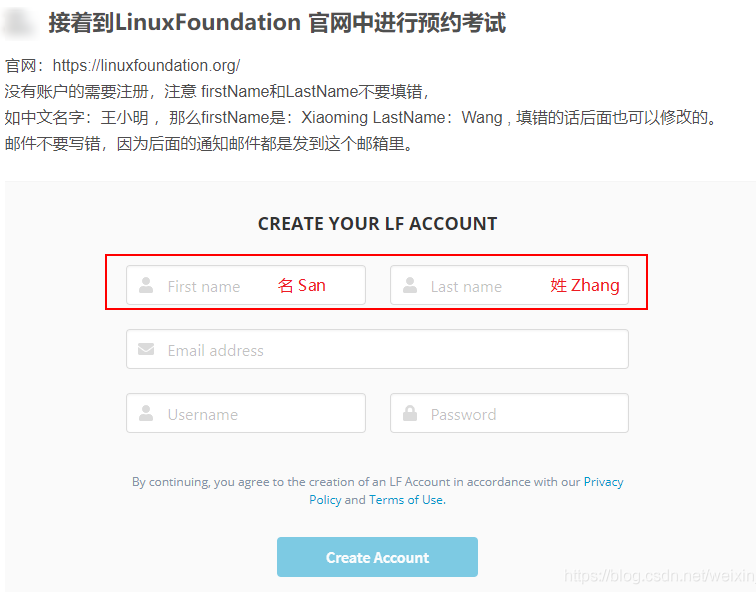 接着到LinuxFoundation 官网中进行预约考试
官网：https://linuxfoundation.org/
没有账户的需要注册，注意 firstName和LastName不要填错，
如中文名字：王小明 ，那么firstName是：Xiaoming LastName：Wang , 填错的话后面也可以修改的。
邮件不要写错，因为后面的通知邮件都是发到这个邮箱里。
CREATE YOUR LF ACCOUNT
First name 名 San Last name 姓 Zhang
Email address
Username Password
By continuing, you agree to the creation of an LF Account in accordance with our Privacy
Policy and Terms of Use.
Create Account
https://blog.csdn.net/weixin